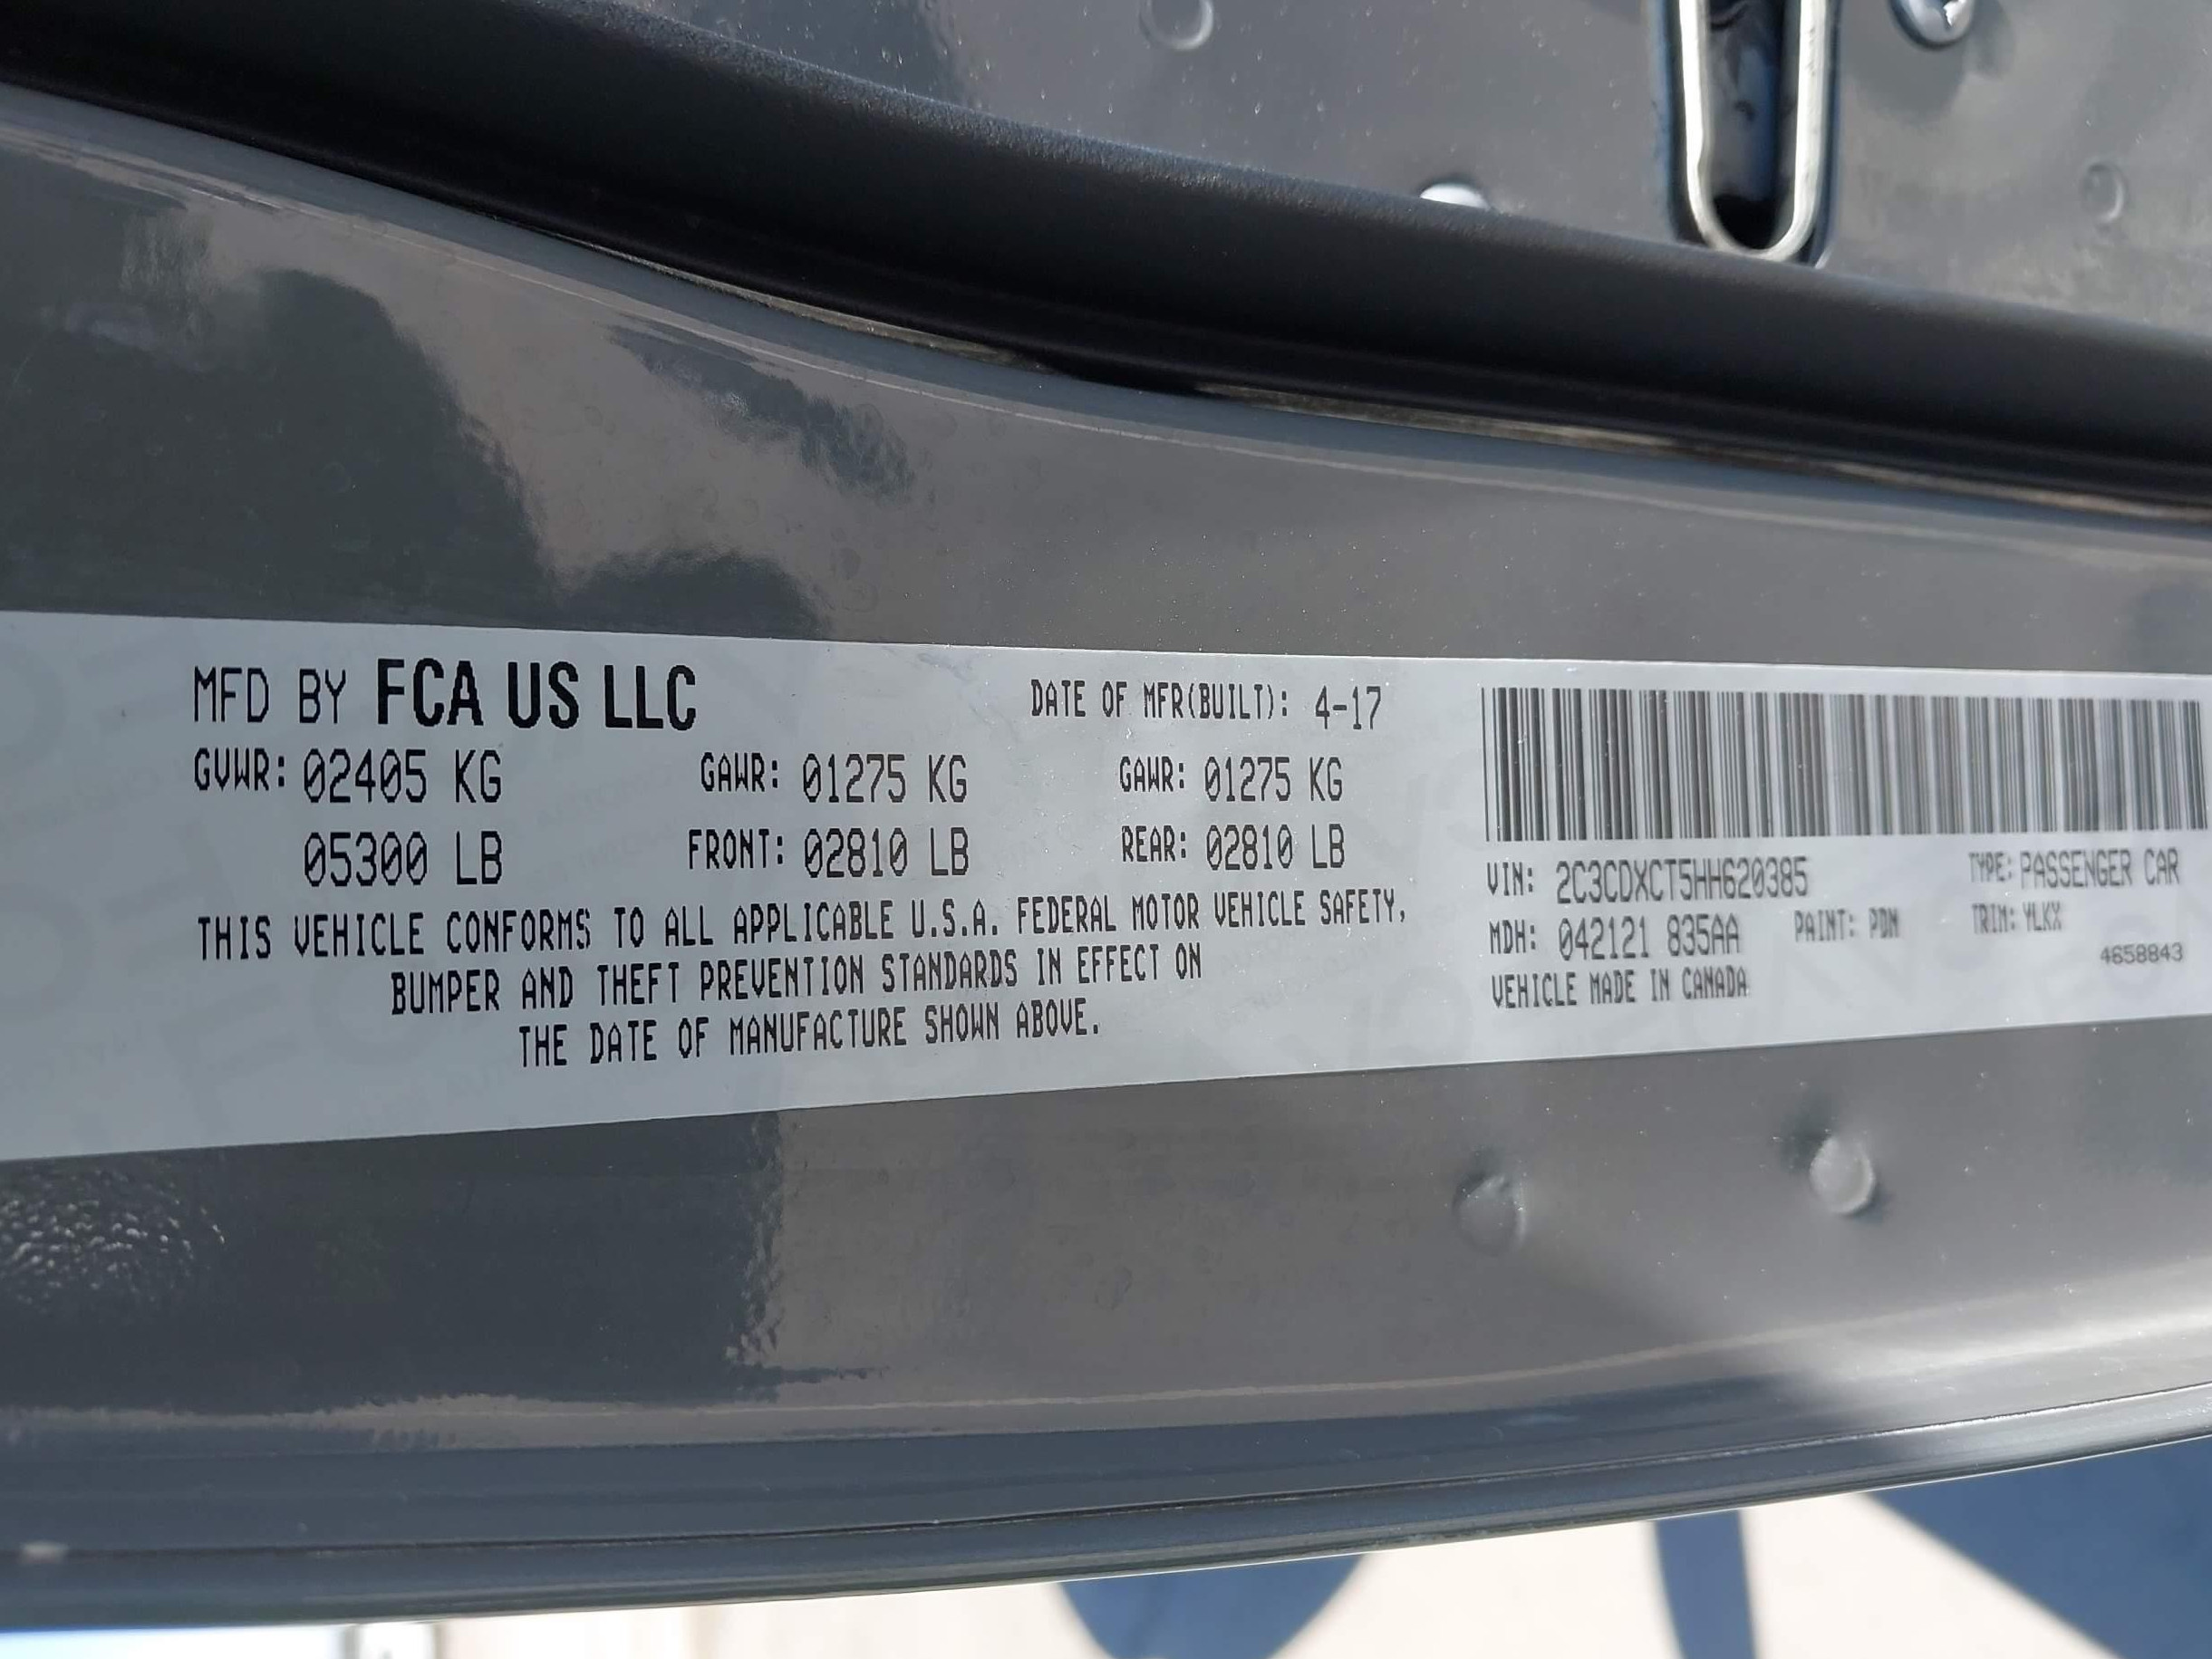 MFD BY FCA US LLC
DATE OF MFR(BUILT): 4-17
GVWR: 02405 KG
GAWR: 01275 KG
GAWR: 01275 KG
05300 LB
FRONT: 02810 LB
REAR: 02810 LB
THIS VEHICLE CONFORMS TO ALL APPLICABLE U.S.A. FEDERAL MOTOR VEHICLE SAFETY,
BUMPER AND THEFT PREVENTION STANDARDS IN EFFECT ON
THE DATE OF MANUFACTURE SHOWN ABOVE.
VIN: 2C3CDXCT5HH620385
TYPE: PASSENGER CAR
MDH: 042121 835AA
PAINT: PDN
TRIM: YLKX
VEHICLE MADE IN CANADA
4658843